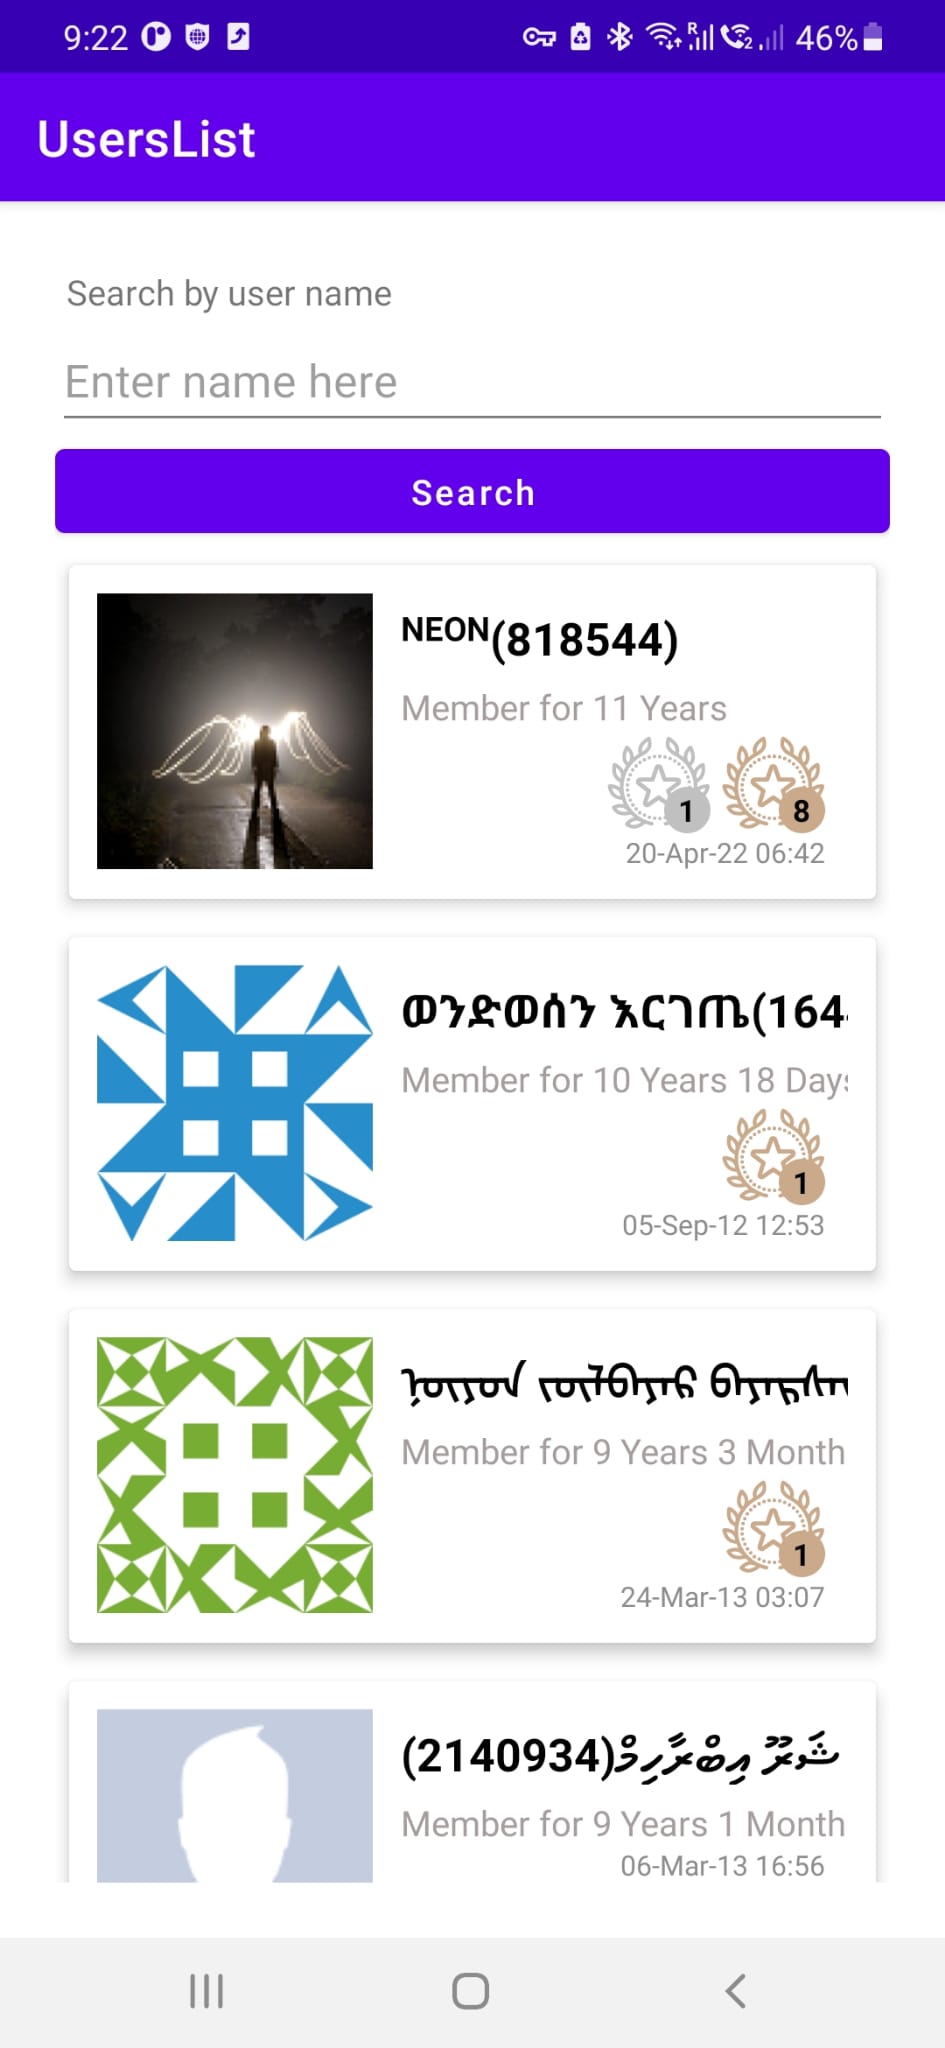 9:22
46%
UsersList
Search by user name
Enter name here
Search
ᴺᴱᴼᴺ(818544)
Member for 11 Years
1 8
20-Apr-22 06:42
ወንድወሰን እርገጤ(164
Member for 10 Years 18 Days
1
05-Sep-12 12:53
Member for 9 Years 3 Month
1
24-Mar-13 03:07
ޝަރޫ އިބްރާހިމް(2140934)
Member for 9 Years 1 Month
06-Mar-13 16:56